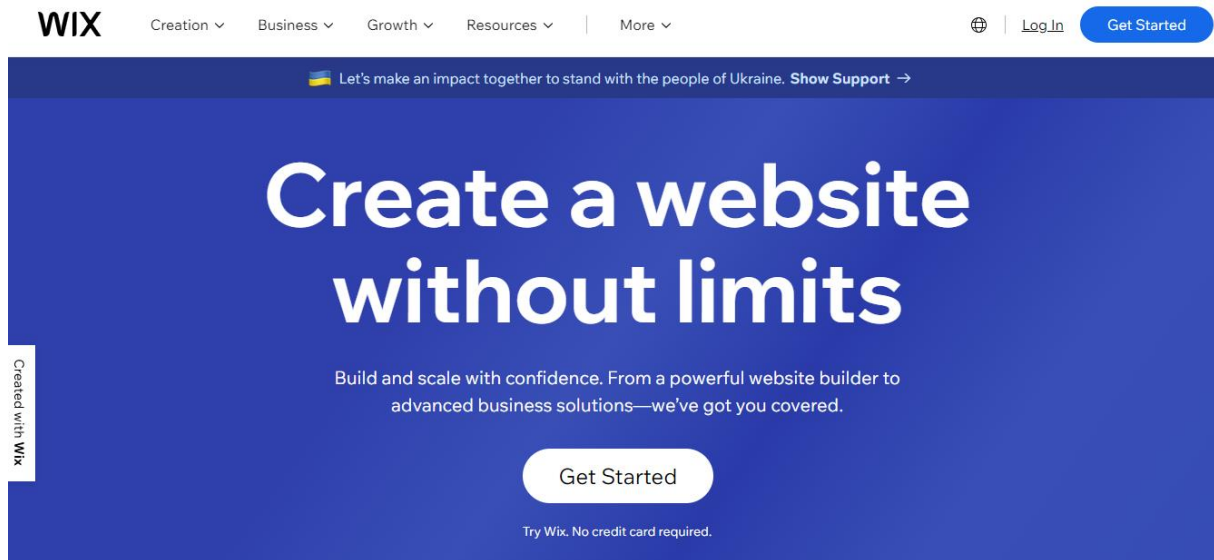 WIX Creation Business Growth Resources More Log In Get Started
Let's make an impact together to stand with the people of Ukraine. Show Support →
Create a website
without limits
Build and scale with confidence. From a powerful website builder to
advanced business solutions—we've got you covered.
Get Started
Try Wix. No credit card required.
Created with Wix